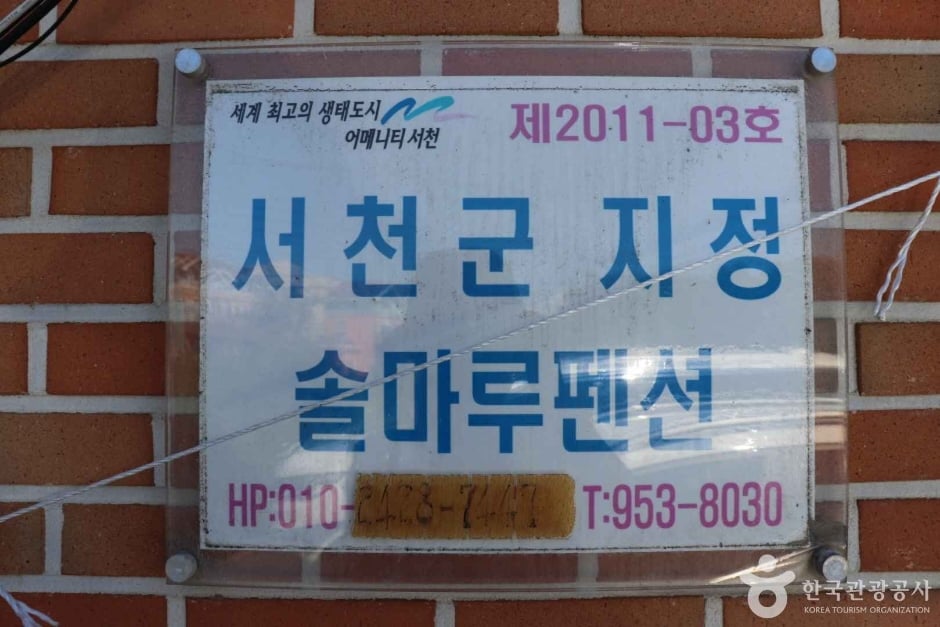 세계 최고의 생태도시
어메니티 서천
제2011-03호
서천군 지정
솔마루펜션
HP:010-2428-7447 T:953-8030
한국관광공사
KOREA TOURISM ORGANIZATION